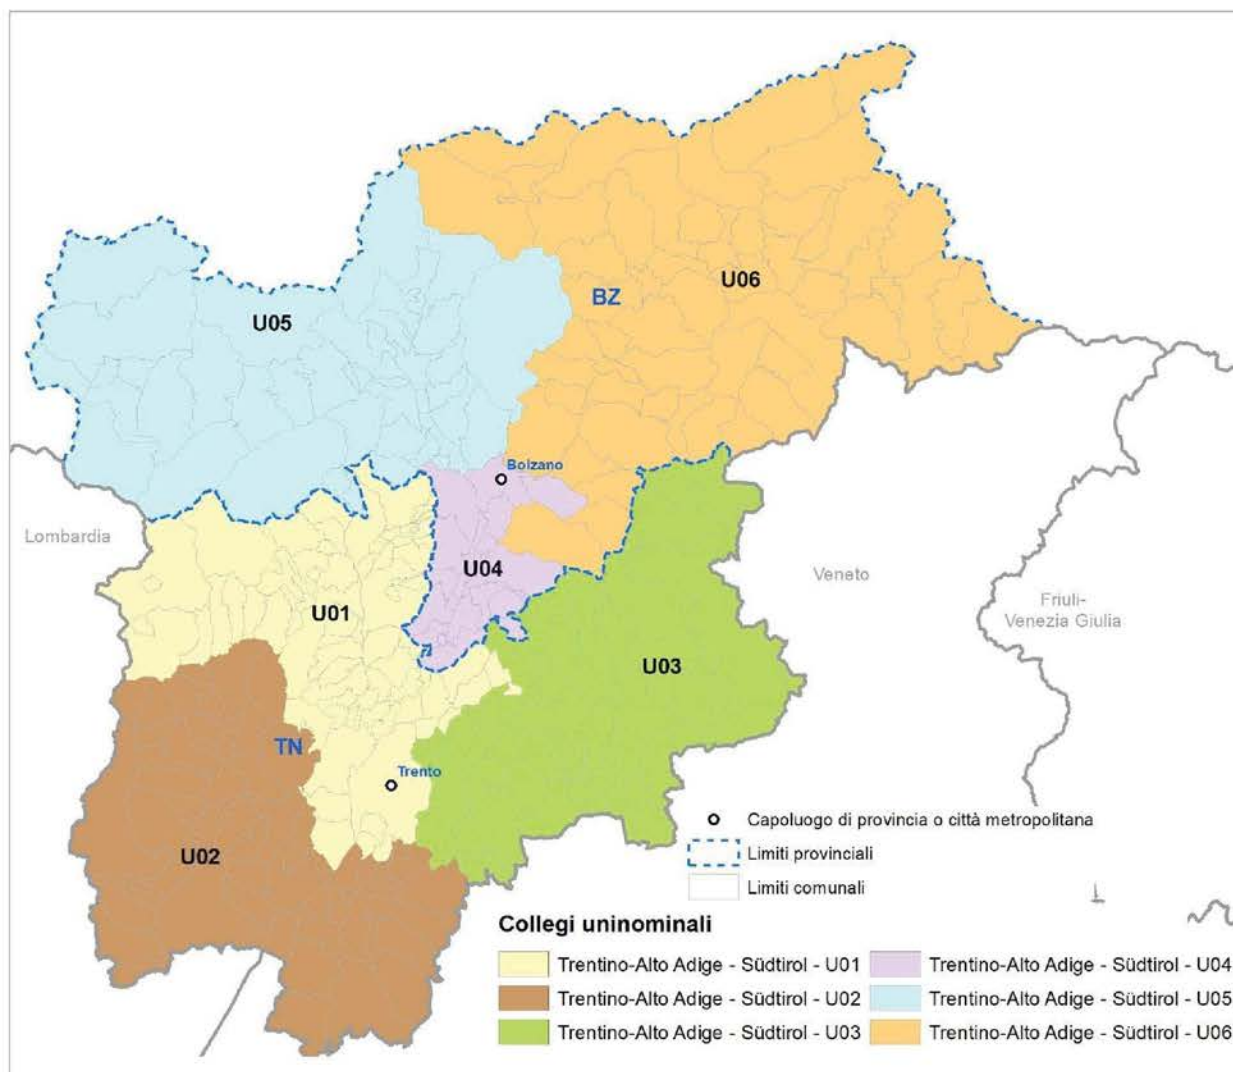 U06
BZ
U05
Bolzano
Lombardia
U04
Veneto
U01
Friuli-
Venezia Giulia
U03
TN
Trento
U02
Capoluogo di provincia o città metropolitana
Limiti provinciali
Limiti comunali
Collegi uninominali
Trentino-Alto Adige - Südtirol - U01
Trentino-Alto Adige - Südtirol - U04
Trentino-Alto Adige - Südtirol - U02
Trentino-Alto Adige - Südtirol - U05
Trentino-Alto Adige - Südtirol - U03
Trentino-Alto Adige - Südtirol - U06